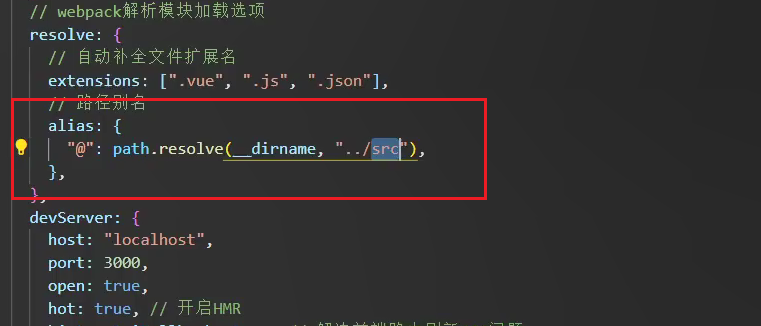 // webpack解析模块加载选项
resolve: {
// 自动补全文件扩展名
extensions: [".vue", ".js", ".json"],
// 路径别名
alias: {
"@": path.resolve(__dirname, "../src"),
},
},
devServer: {
host: "localhost",
port: 3000,
open: true,
hot: true, // 开启HMR